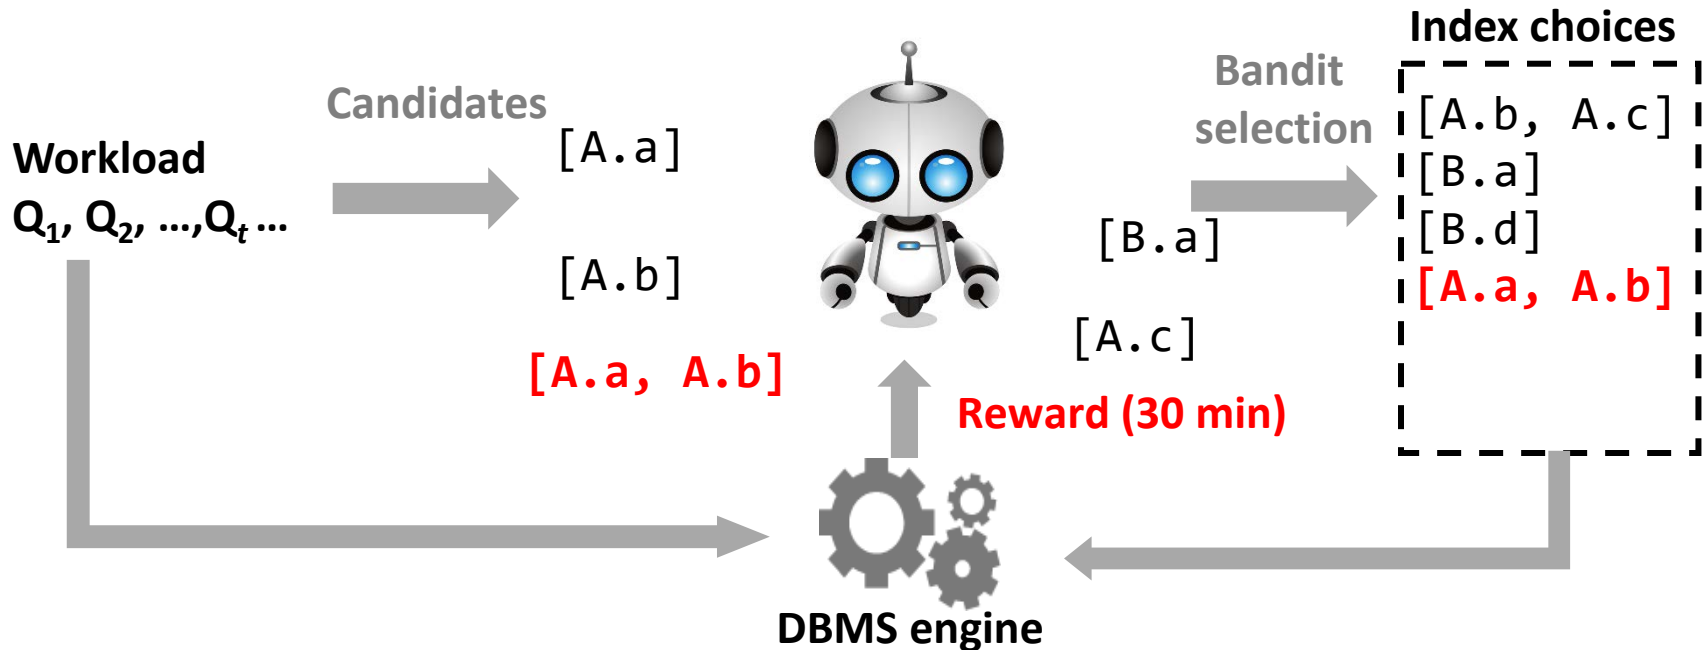 Workload
Q1, Q2, ...,Qt ...
Candidates
[A.a]
[A.b]
[A.a, A.b]
[B.a]
[A.c]
Reward (30 min)
DBMS engine
Bandit
selection
Index choices
[A.b, A.c]
[B.a]
[B.d]
[A.a, A.b]